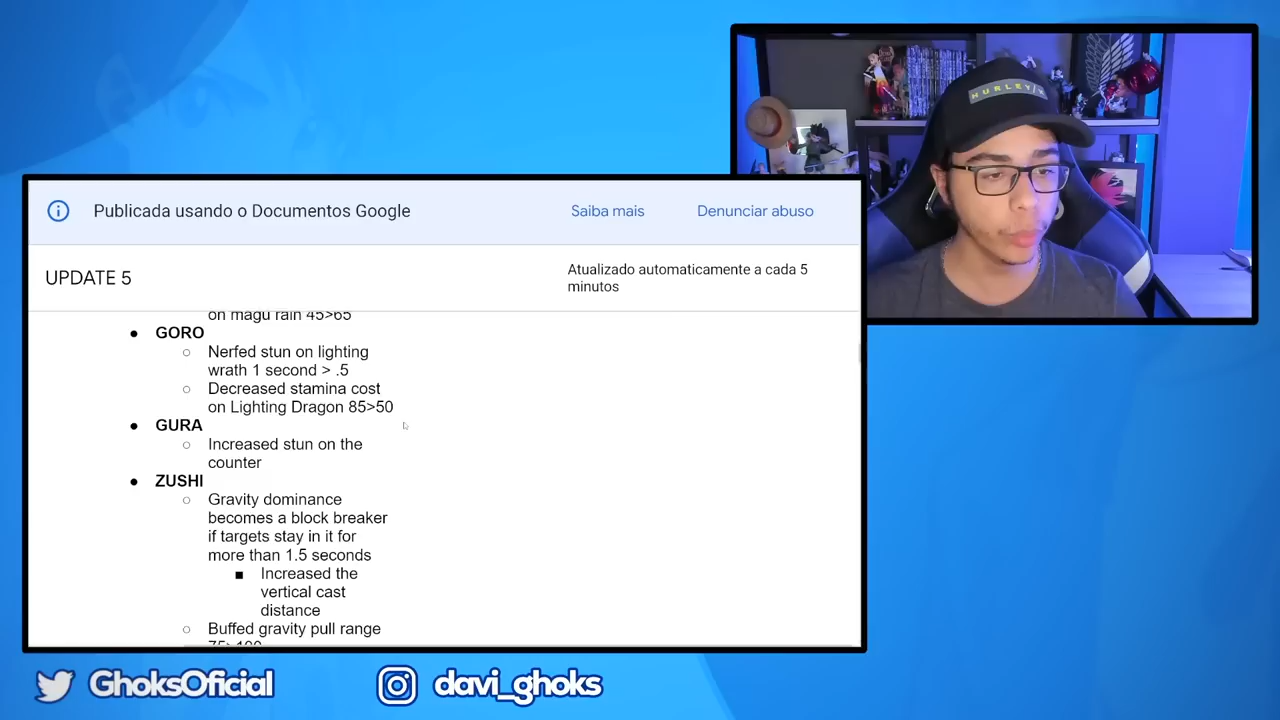 HURLEY
Publicada usando o Documentos Google
Saiba mais
Denunciar abuso
UPDATE 5
Atualizado automaticamente a cada 5
minutos
on magu rain 45>65
● GORO
○ Nerfed stun on lighting
wrath 1 second > .5
○ Decreased stamina cost
on Lighting Dragon 85>50
● GURA
○ Increased stun on the
counter
● ZUSHI
○ Gravity dominance
becomes a block breaker
if targets stay in it for
more than 1.5 seconds
■ Increased the
vertical cast
distance
○ Buffed gravity pull range
75>100
GhoksOficial
davi_ghoks